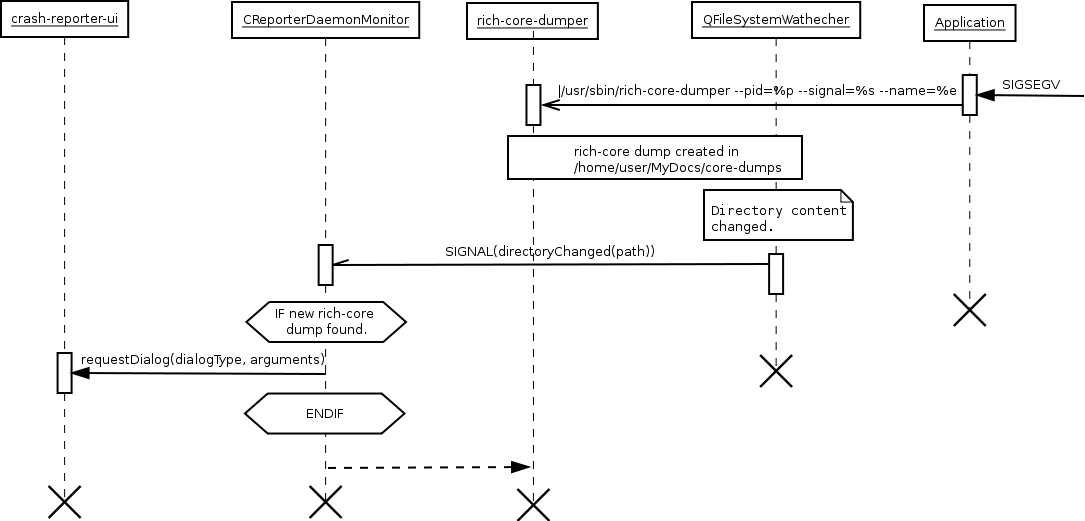 crash-reporter-ui
CReporterDaemonMonitor
rich-core-dumper
QFileSystemWathecher
Application
SIGSEGV
|/usr/sbin/rich-core-dumper --pid=%p --signal=%s --name=%e
rich-core dump created in
/home/user/MyDocs/core-dumps
Directory content
changed.
SIGNAL(directoryChanged(path))
IF new rich-core
dump found.
requestDialog(dialogType, arguments)
ENDIF